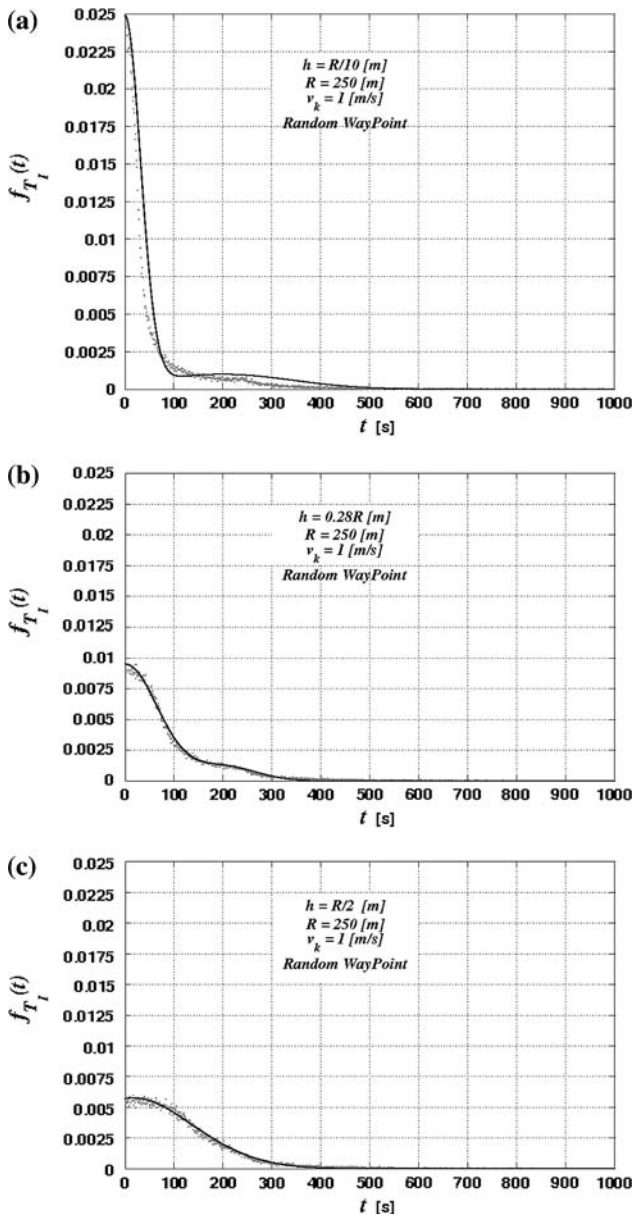 (a)
0.025
0.0225
0.02
0.0175
0.015
0.0125
0.01
0.0075
0.005
0.0025
0
f_{T_I}(t)
h = R/10 [m]
R = 250 [m]
v_k = 1 [m/s]
Random WayPoint
0 100 200 300 400 500 600 700 800 900 1000
t [s]
(b)
0.025
0.0225
0.02
0.0175
0.015
0.0125
0.01
0.0075
0.005
0.0025
0
f_{T_I}(t)
h = 0.28R [m]
R = 250 [m]
v_k = 1 [m/s]
Random WayPoint
0 100 200 300 400 500 600 700 800 900 1000
t [s]
(c)
0.025
0.0225
0.02
0.0175
0.015
0.0125
0.01
0.0075
0.005
0.0025
0
f_{T_I}(t)
h = R/2 [m]
R = 250 [m]
v_k = 1 [m/s]
Random WayPoint
0 100 200 300 400 500 600 700 800 900 1000
t [s]